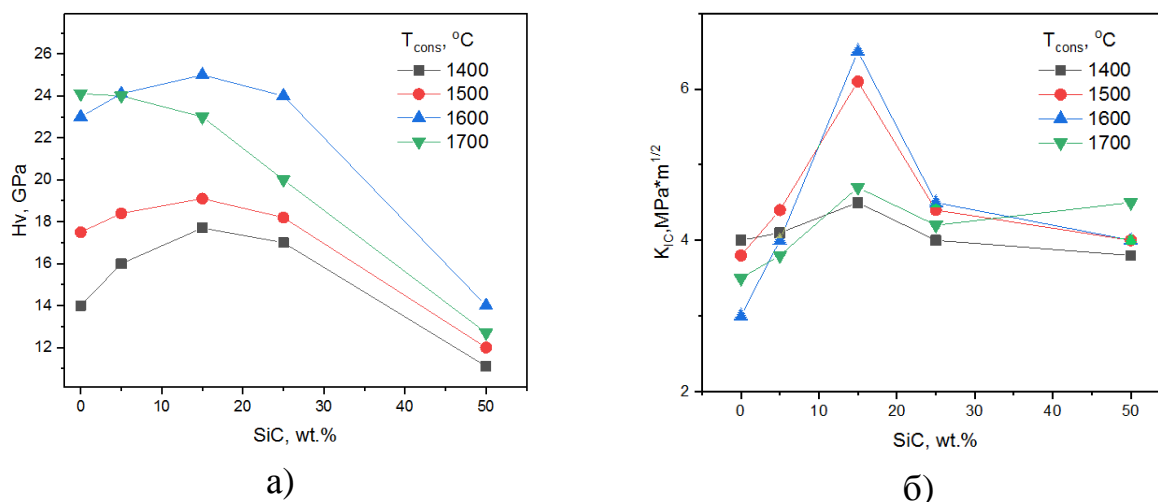 T_cons, °C
1400
1500
1600
1700
Hv, GPa
26
24
22
20
18
16
14
12
0 10 20 30 40 50
SiC, wt.%
а)
T_cons, °C
1400
1500
1600
1700
K_IC,MPa*m^1/2
6
4
2
0 10 20 30 40 50
SiC, wt.%
б)